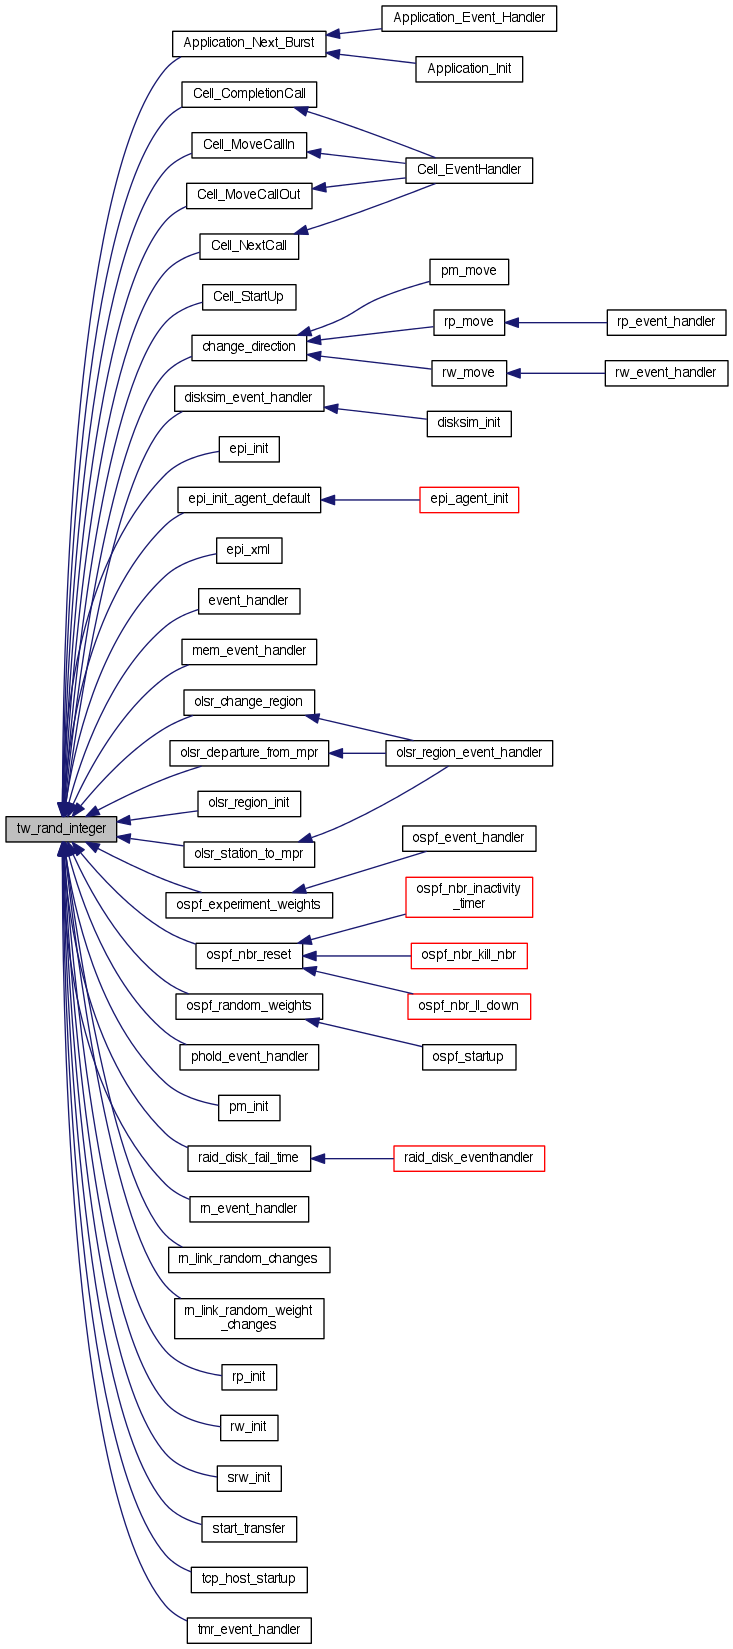 Application_Event_Handler
Application_Next_Burst
Application_Init
Cell_CompletionCall
Cell_MoveCallIn
Cell_EventHandler
Cell_MoveCallOut
Cell_NextCall
pm_move
Cell_StartUp
rp_move
rp_event_handler
change_direction
rw_move
rw_event_handler
disksim_event_handler
disksim_init
epi_init
epi_init_agent_default
epi_agent_init
epi_xml
event_handler
mem_event_handler
olsr_change_region
olsr_departure_from_mpr
olsr_region_event_handler
olsr_region_init
tw_rand_integer
ospf_event_handler
olsr_station_to_mpr
ospf_nbr_inactivity
_timer
ospf_experiment_weights
ospf_nbr_reset
ospf_nbr_kill_nbr
ospf_random_weights
ospf_nbr_ll_down
phold_event_handler
ospf_startup
pm_init
raid_disk_fail_time
raid_disk_eventhandler
rn_event_handler
rn_link_random_changes
rn_link_random_weight
_changes
rp_init
rw_init
srw_init
start_transfer
tcp_host_startup
tmr_event_handler